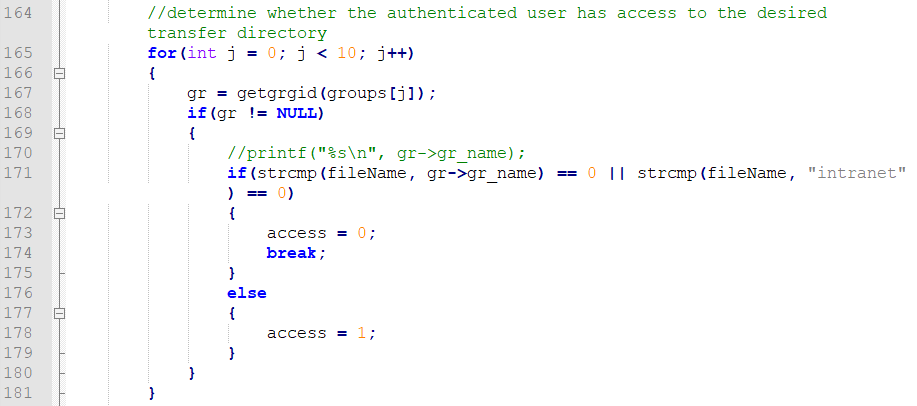 164 //determine whether the authenticated user has access to the desired
transfer directory
165 for(int j = 0; j < 10; j++)
166 {
167 gr = getgrgid(groups[j]);
168 if(gr != NULL)
169 {
170 //printf("%s\n", gr->gr_name);
171 if(strcmp(fileName, gr->gr_name) == 0 || strcmp(fileName, "intranet"
) == 0)
172 {
173 access = 0;
174 break;
175 }
176 else
177 {
178 access = 1;
179 }
180 }
181 }